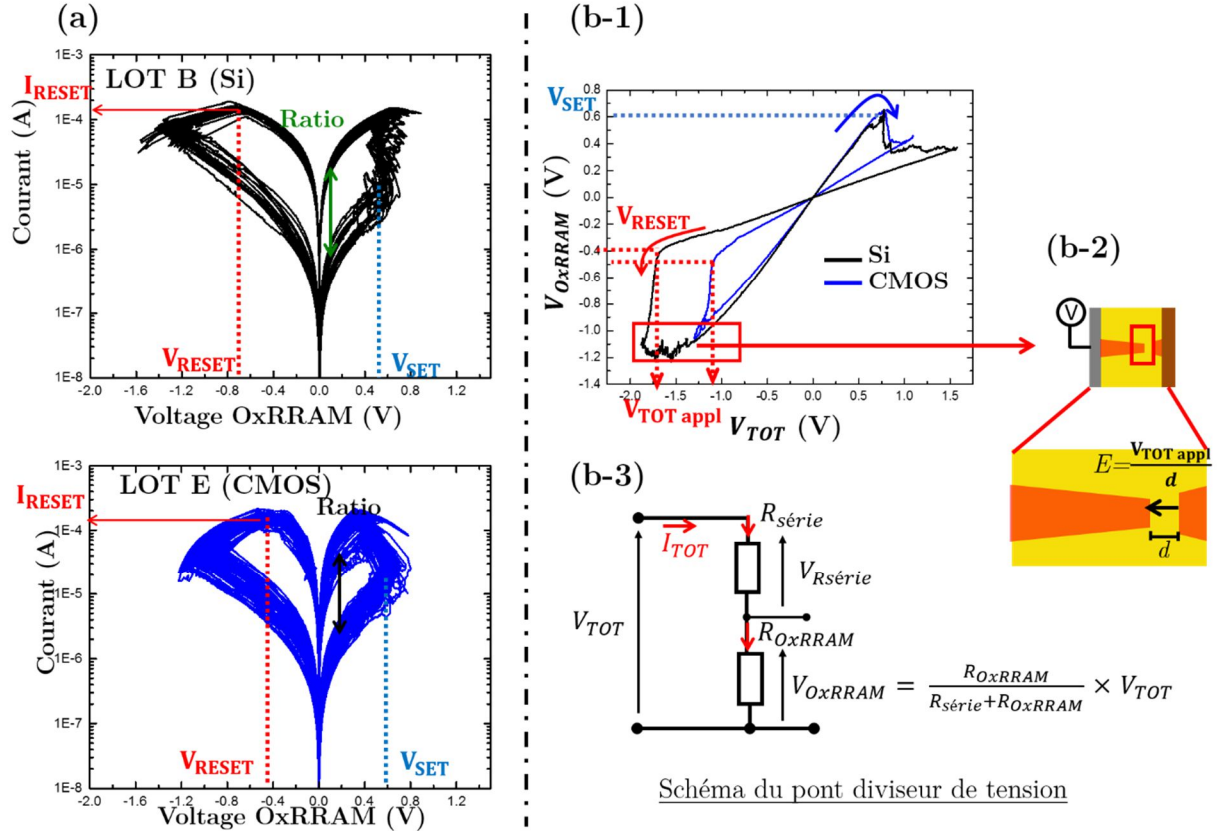 (a)
1E-3
LOT B (Si)
I_RESET
1E-4
Ratio
1E-5
1E-6
1E-7
1E-8
Courant (A)
V_RESET
V_SET
-2.0 -1.6 -1.2 -0.8 -0.4 0.0 0.4 0.8 1.2
Voltage OxRRAM (V)
1E-3
LOT E (CMOS)
I_RESET
Ratio
1E-4
1E-5
1E-6
1E-7
1E-8
Courant (A)
V_RESET
V_SET
-2.0 -1.6 -1.2 -0.8 -0.4 0.0 0.4 0.8 1.2
Voltage OxRRAM (V)
(b-1)
V_SET
0.8
0.6
0.4
0.2
0.0
-0.2
-0.4
-0.6
-0.8
-1.0
-1.2
-1.4
V_OxRRAM (V)
V_RESET
Si
CMOS
-2.0 -1.5 -1.0 -0.5 0.0 0.5 1.0 1.5
V_TOT appl
V_TOT (V)
(b-2)
V
E=V_TOT appl/d
d
(b-3)
I_TOT
R_série
V_Rsérie
V_TOT
R_OxRRAM
V_OxRRAM = R_OxRRAM/(R_série+R_OxRRAM) × V_TOT
Schéma du pont diviseur de tension